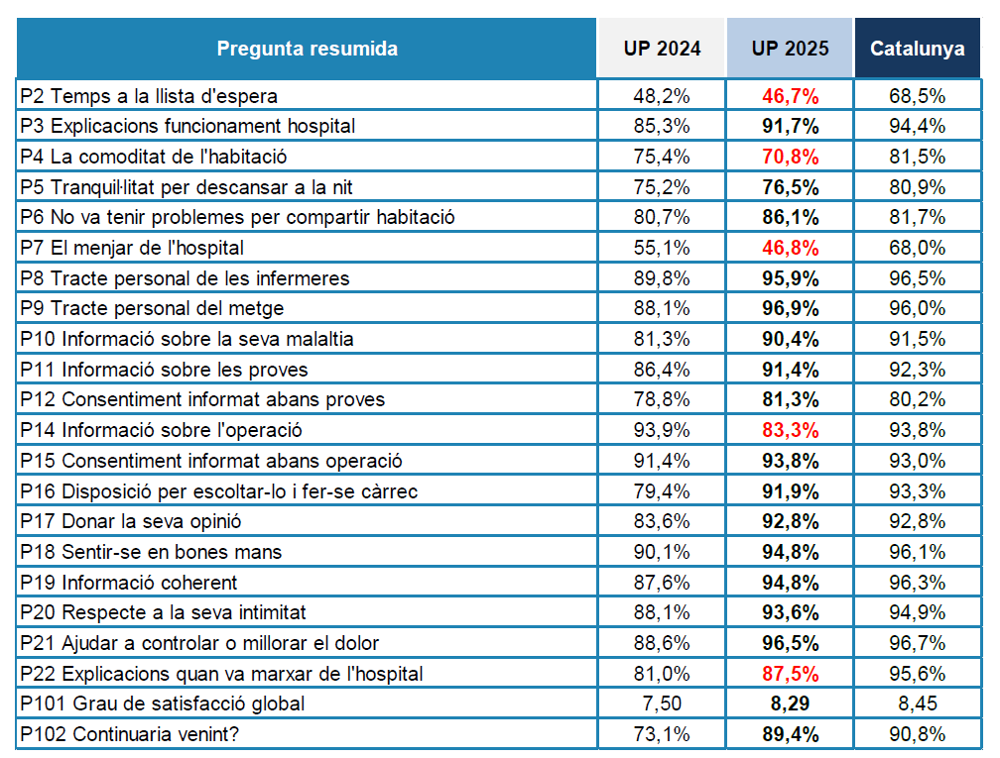 Pregunta resumida UP 2024 UP 2025 Catalunya
P2 Temps a la llista d'espera 48,2% 46,7% 68,5%
P3 Explicacions funcionament hospital 85,3% 91,7% 94,4%
P4 La comoditat de l'habitació 75,4% 70,8% 81,5%
P5 Tranquil·litat per descansar a la nit 75,2% 76,5% 80,9%
P6 No va tenir problemes per compartir habitació 80,7% 86,1% 81,7%
P7 El menjar de l'hospital 55,1% 46,8% 68,0%
P8 Tracte personal de les infermeres 89,8% 95,9% 96,5%
P9 Tracte personal del metge 88,1% 96,9% 96,0%
P10 Informació sobre la seva malaltia 81,3% 90,4% 91,5%
P11 Informació sobre les proves 86,4% 91,4% 92,3%
P12 Consentiment informat abans proves 78,8% 81,3% 80,2%
P14 Informació sobre l'operació 93,9% 83,3% 93,8%
P15 Consentiment informat abans operació 91,4% 93,8% 93,0%
P16 Disposició per escoltar-lo i fer-se càrrec 79,4% 91,9% 93,3%
P17 Donar la seva opinió 83,6% 92,8% 92,8%
P18 Sentir-se en bones mans 90,1% 94,8% 96,1%
P19 Informació coherent 87,6% 94,8% 96,3%
P20 Respecte a la seva intimitat 88,1% 93,6% 94,9%
P21 Ajudar a controlar o millorar el dolor 88,6% 96,5% 96,7%
P22 Explicacions quan va marxar de l'hospital 81,0% 87,5% 95,6%
P101 Grau de satisfacció global 7,50 8,29 8,45
P102 Continuaria venint? 73,1% 89,4% 90,8%